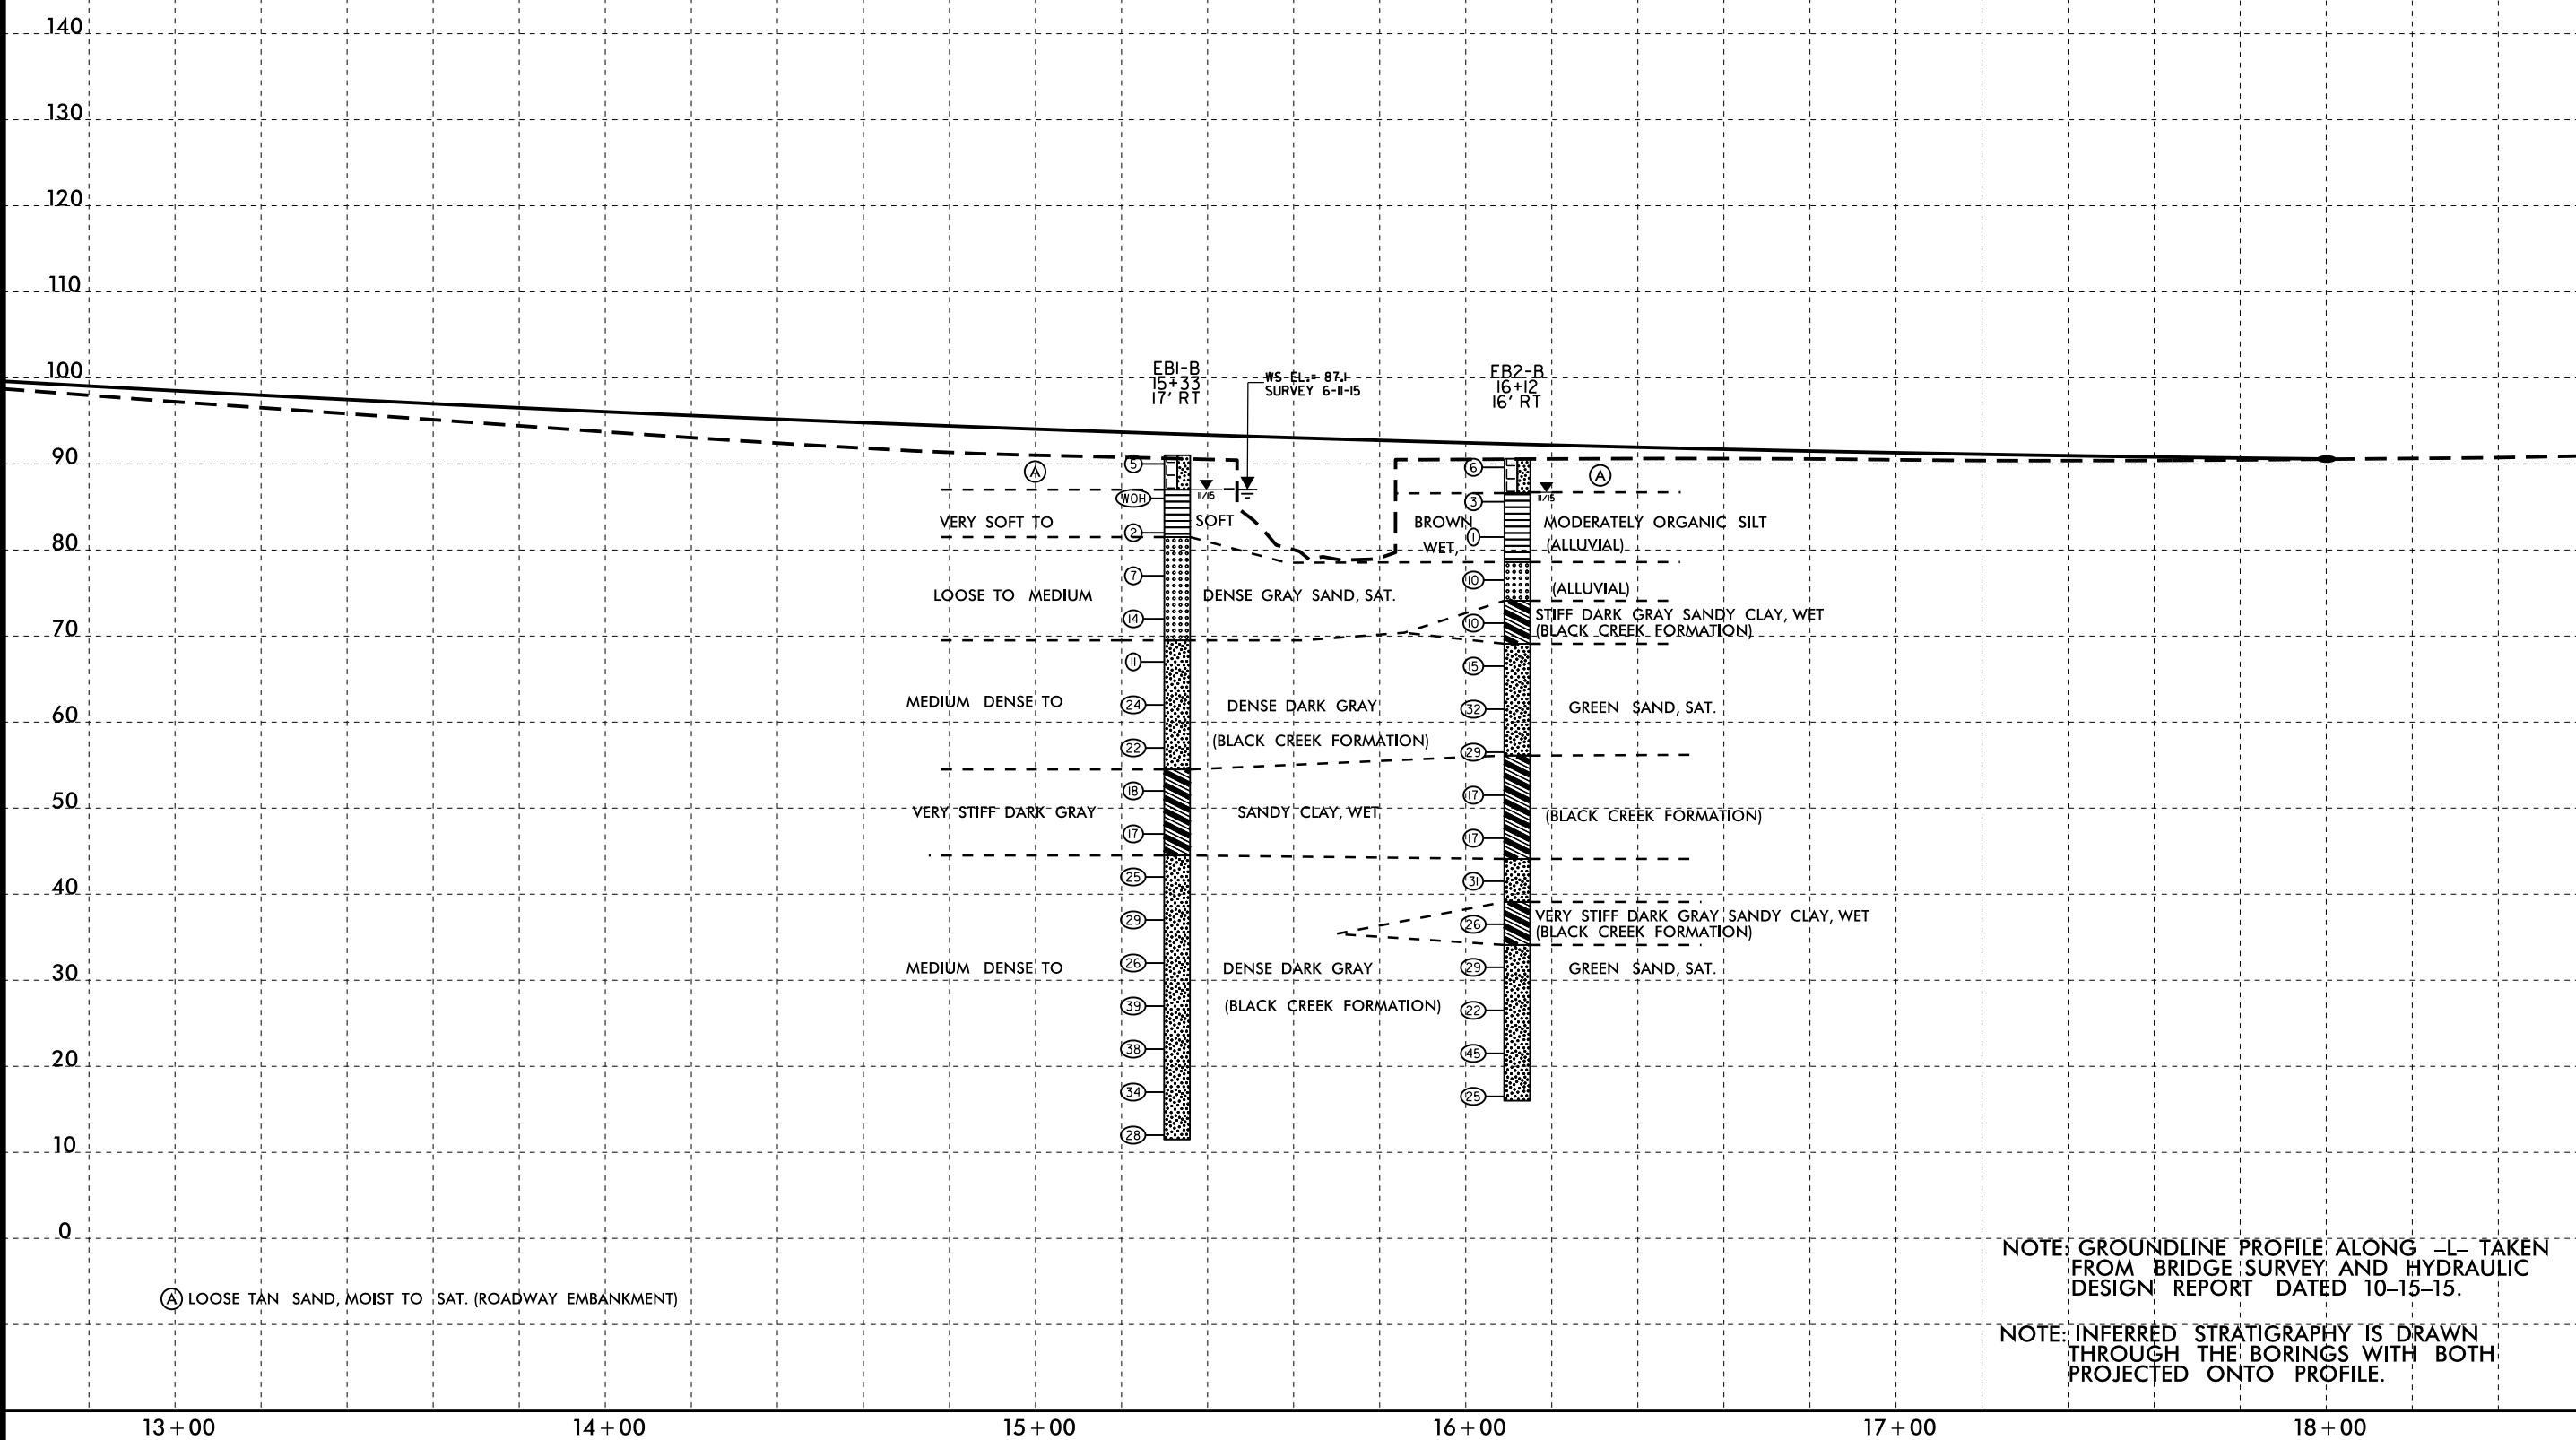 140
130
120
110
100
90
80
70
60
50
40
30
20
10
0
EB1-B
15+33
17' RT
WS EL.= 87.1
SURVEY 6-11-15
EB2-B
16+12
16' RT
A
5
WOH
2
7
14
11
24
22
18
17
25
29
26
39
38
34
28
11/15
6
3
1
10
10
15
32
29
17
17
31
26
29
22
45
25
11/15
A
VERY SOFT TO SOFT BROWN MODERATELY ORGANIC SILT
WET, (ALLUVIAL)
LOOSE TO MEDIUM DENSE GRAY SAND, SAT. (ALLUVIAL)
STIFF DARK GRAY SANDY CLAY, WET
(BLACK CREEK FORMATION)
MEDIUM DENSE TO DENSE DARK GRAY GREEN SAND, SAT.
(BLACK CREEK FORMATION)
VERY STIFF DARK GRAY SANDY CLAY, WET (BLACK CREEK FORMATION)
VERY STIFF DARK GRAY SANDY CLAY, WET
(BLACK CREEK FORMATION)
MEDIUM DENSE TO DENSE DARK GRAY GREEN SAND, SAT.
(BLACK CREEK FORMATION)
A LOOSE TAN SAND, MOIST TO SAT. (ROADWAY EMBANKMENT)
NOTE: GROUNDLINE PROFILE ALONG -L- TAKEN
FROM BRIDGE SURVEY AND HYDRAULIC
DESIGN REPORT DATED 10-15-15.
NOTE: INFERRED STRATIGRAPHY IS DRAWN
THROUGH THE BORINGS WITH BOTH
PROJECTED ONTO PROFILE.
13+00
14+00
15+00
16+00
17+00
18+00